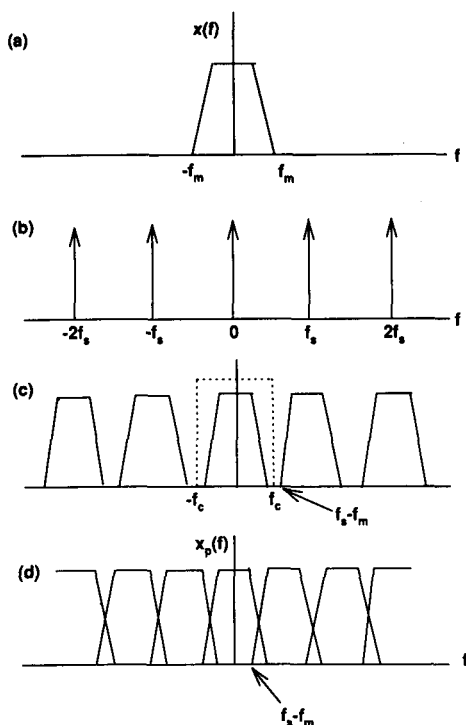 (a)
x(f)
-f_m
f_m
f
(b)
-2f_s
-f_s
0
f_s
2f_s
f
(c)
-f_c
f_c
f_s-f_m
(d)
x_p(f)
f
f_s-f_m